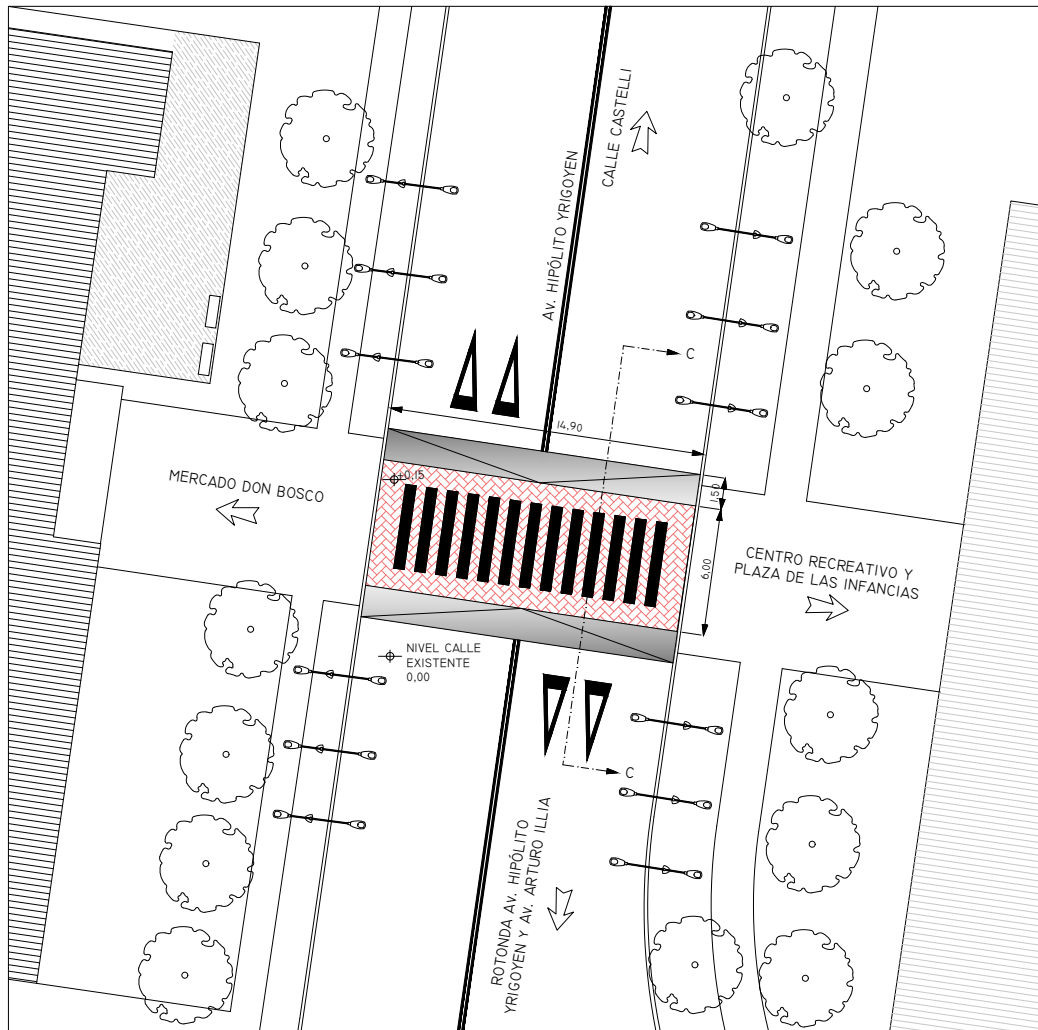 CALLE CASTELLI
AV. HIPÓLITO YRIGOYEN
C
14,90
+0,15
1,50
MERCADO DON BOSCO
6,00
CENTRO RECREATIVO Y
PLAZA DE LAS INFANCIAS
NIVEL CALLE
EXISTENTE
0,00
C
ROTONDA AV. HIPÓLITO
YRIGOYEN Y AV. ARTURO ILLIA